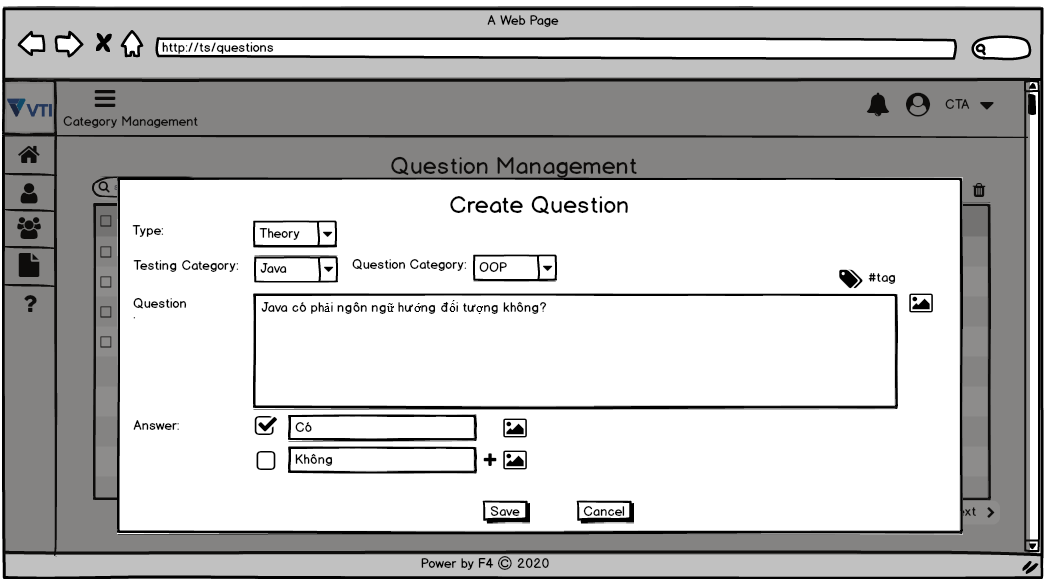 A Web Page
http://ts/questions
VTI
Category Management
CTA
Question Management
Create Question
Type:
Theory
Testing Category:
Java
Question Category:
OOP
#tag
Question
Java có phải ngôn ngữ hướng đối tượng không?
Answer:
Có
Không
Save
Cancel
xt
Power by F4 © 2020